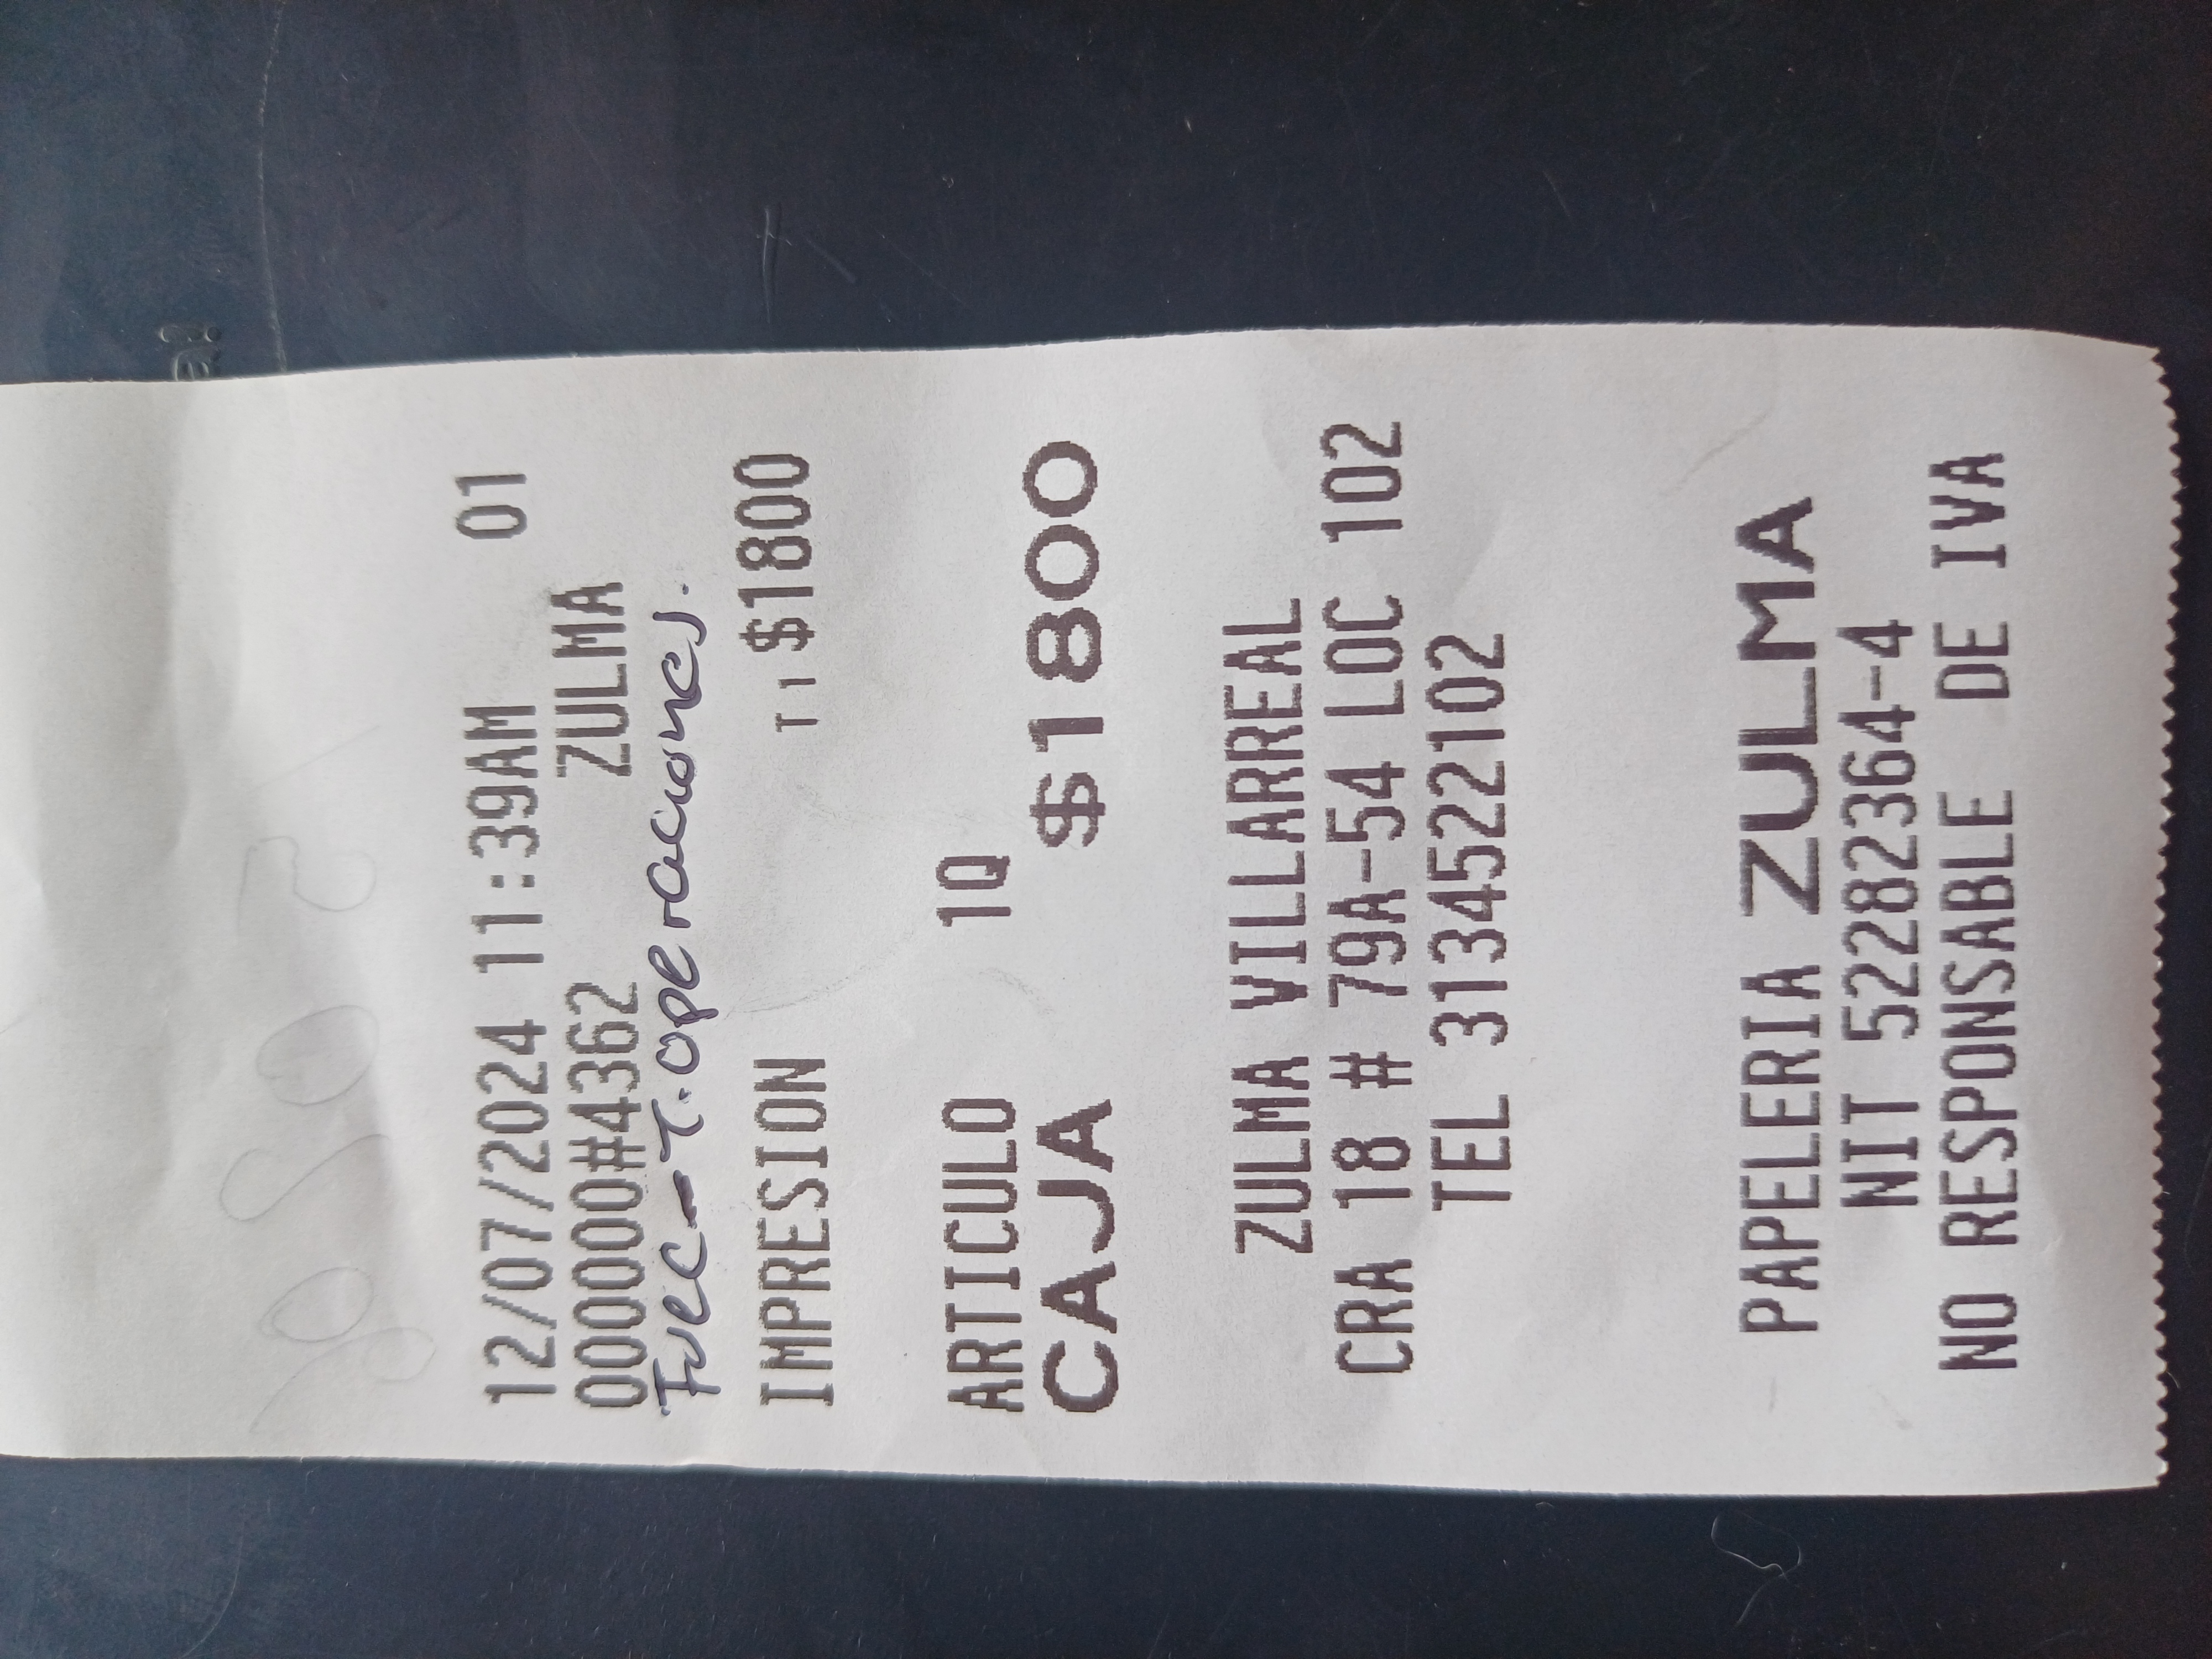 12/07/2024 11:39AM 01
000000#4362 ZULMA
Fuec-T.operaciones.
IMPRESION T1 $1800
ARTICULO 1Q
CAJA $1800
ZULMA VILLARREAL
CRA 18 # 79A-54 LOC 102
TEL 3134522102
PAPELERIA ZULMA
NIT 52282364-4
NO RESPONSABLE DE IVA